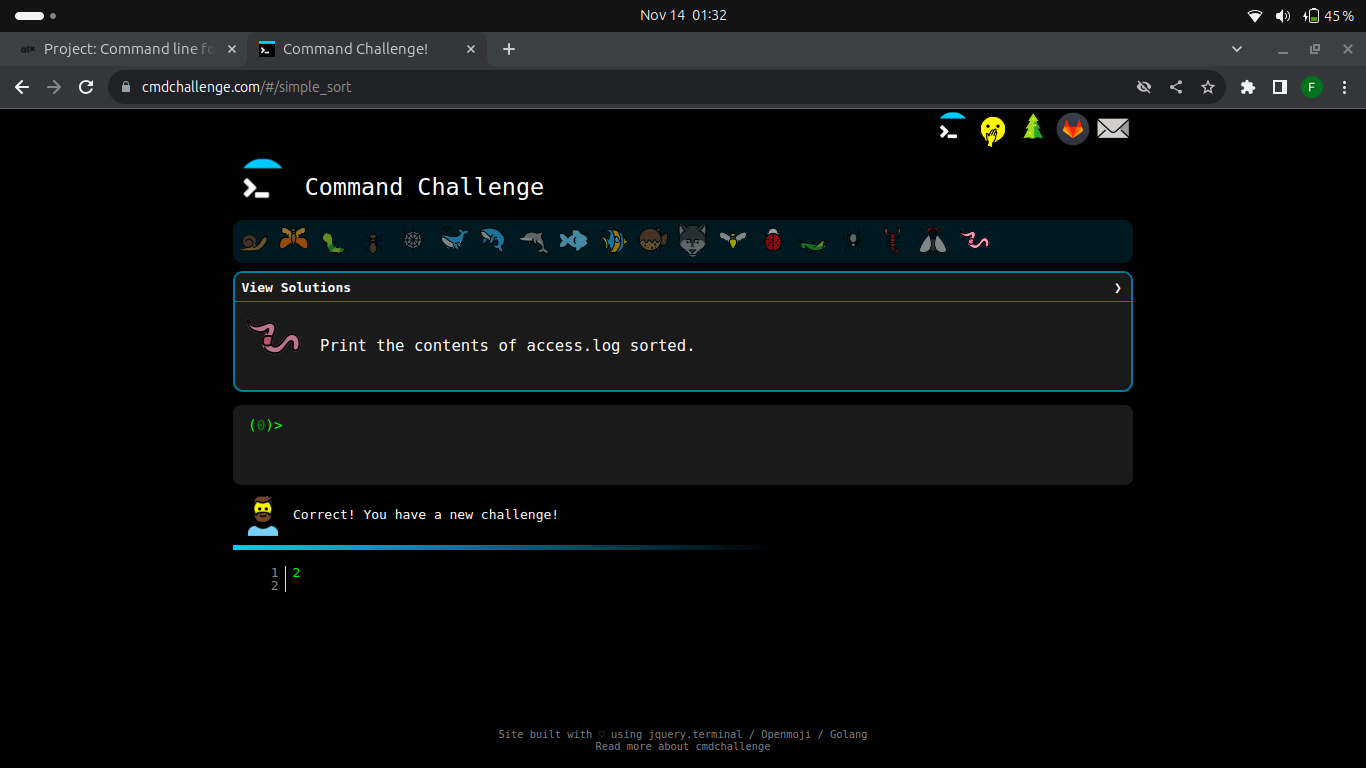 Nov 14 01:32
45 %
alx Project: Command line fo
Command Challenge!
cmdchallenge.com/#/simple_sort
F
Command Challenge
View Solutions
Print the contents of access.log sorted.
(0)>
Correct! You have a new challenge!
1 2
2
Site built with ♡ using jquery.terminal / Openmoji / Golang
Read more about cmdchallenge